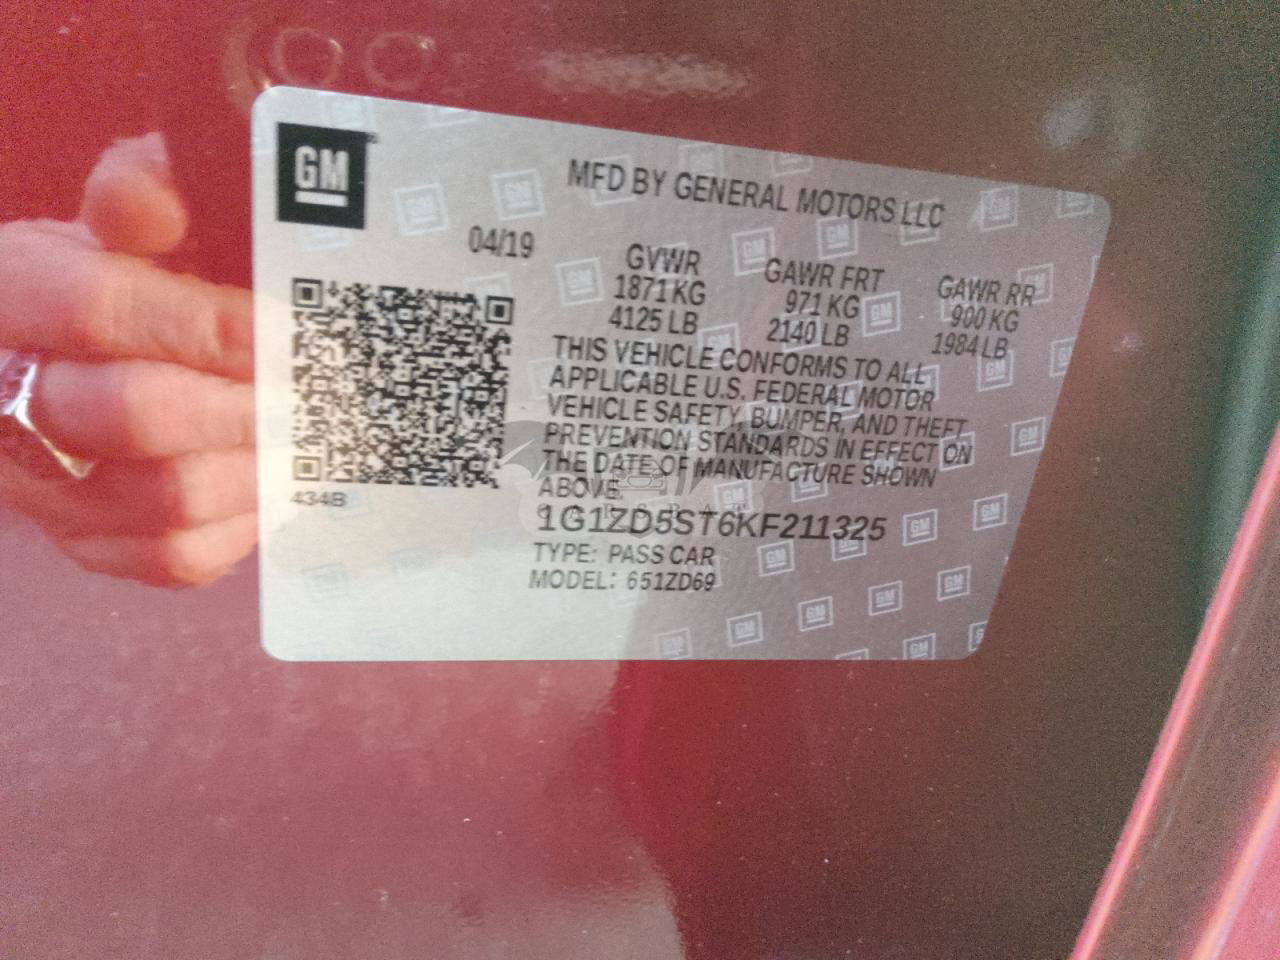 GM
MFD BY GENERAL MOTORS LLC
04/19
GVWR GAWR FRT GAWR RR
1871 KG 971 KG 900 KG
4125 LB 2140 LB 1984 LB
THIS VEHICLE CONFORMS TO ALL
APPLICABLE U.S. FEDERAL MOTOR
VEHICLE SAFETY, BUMPER, AND THEFT
PREVENTION STANDARDS IN EFFECT ON
THE DATE OF MANUFACTURE SHOWN
ABOVE.
434B
1G1ZD5ST6KF211325
TYPE: PASS CAR
MODEL: 651ZD69